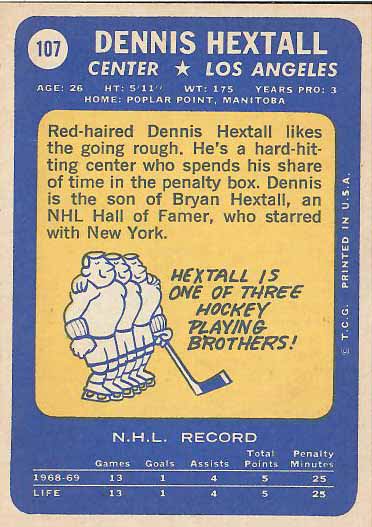 107
DENNIS HEXTALL
CENTER ★ LOS ANGELES
AGE: 26 HT: 5'11" WT: 175 YEARS PRO: 3
HOME: POPLAR POINT, MANITOBA
Red-haired Dennis Hextall likes
the going rough. He's a hard-hit-
ting center who spends his share
of time in the penalty box. Dennis
is the son of Bryan Hextall, an
NHL Hall of Famer, who starred
with New York.
HEXTALL IS
ONE OF THREE
HOCKEY
PLAYING
BROTHERS!
© T.C.G. PRINTED IN U.S.A.
N.H.L. RECORD
Games Goals Assists Total Points Penalty Minutes
1968-69 13 1 4 5 25
LIFE 13 1 4 5 25